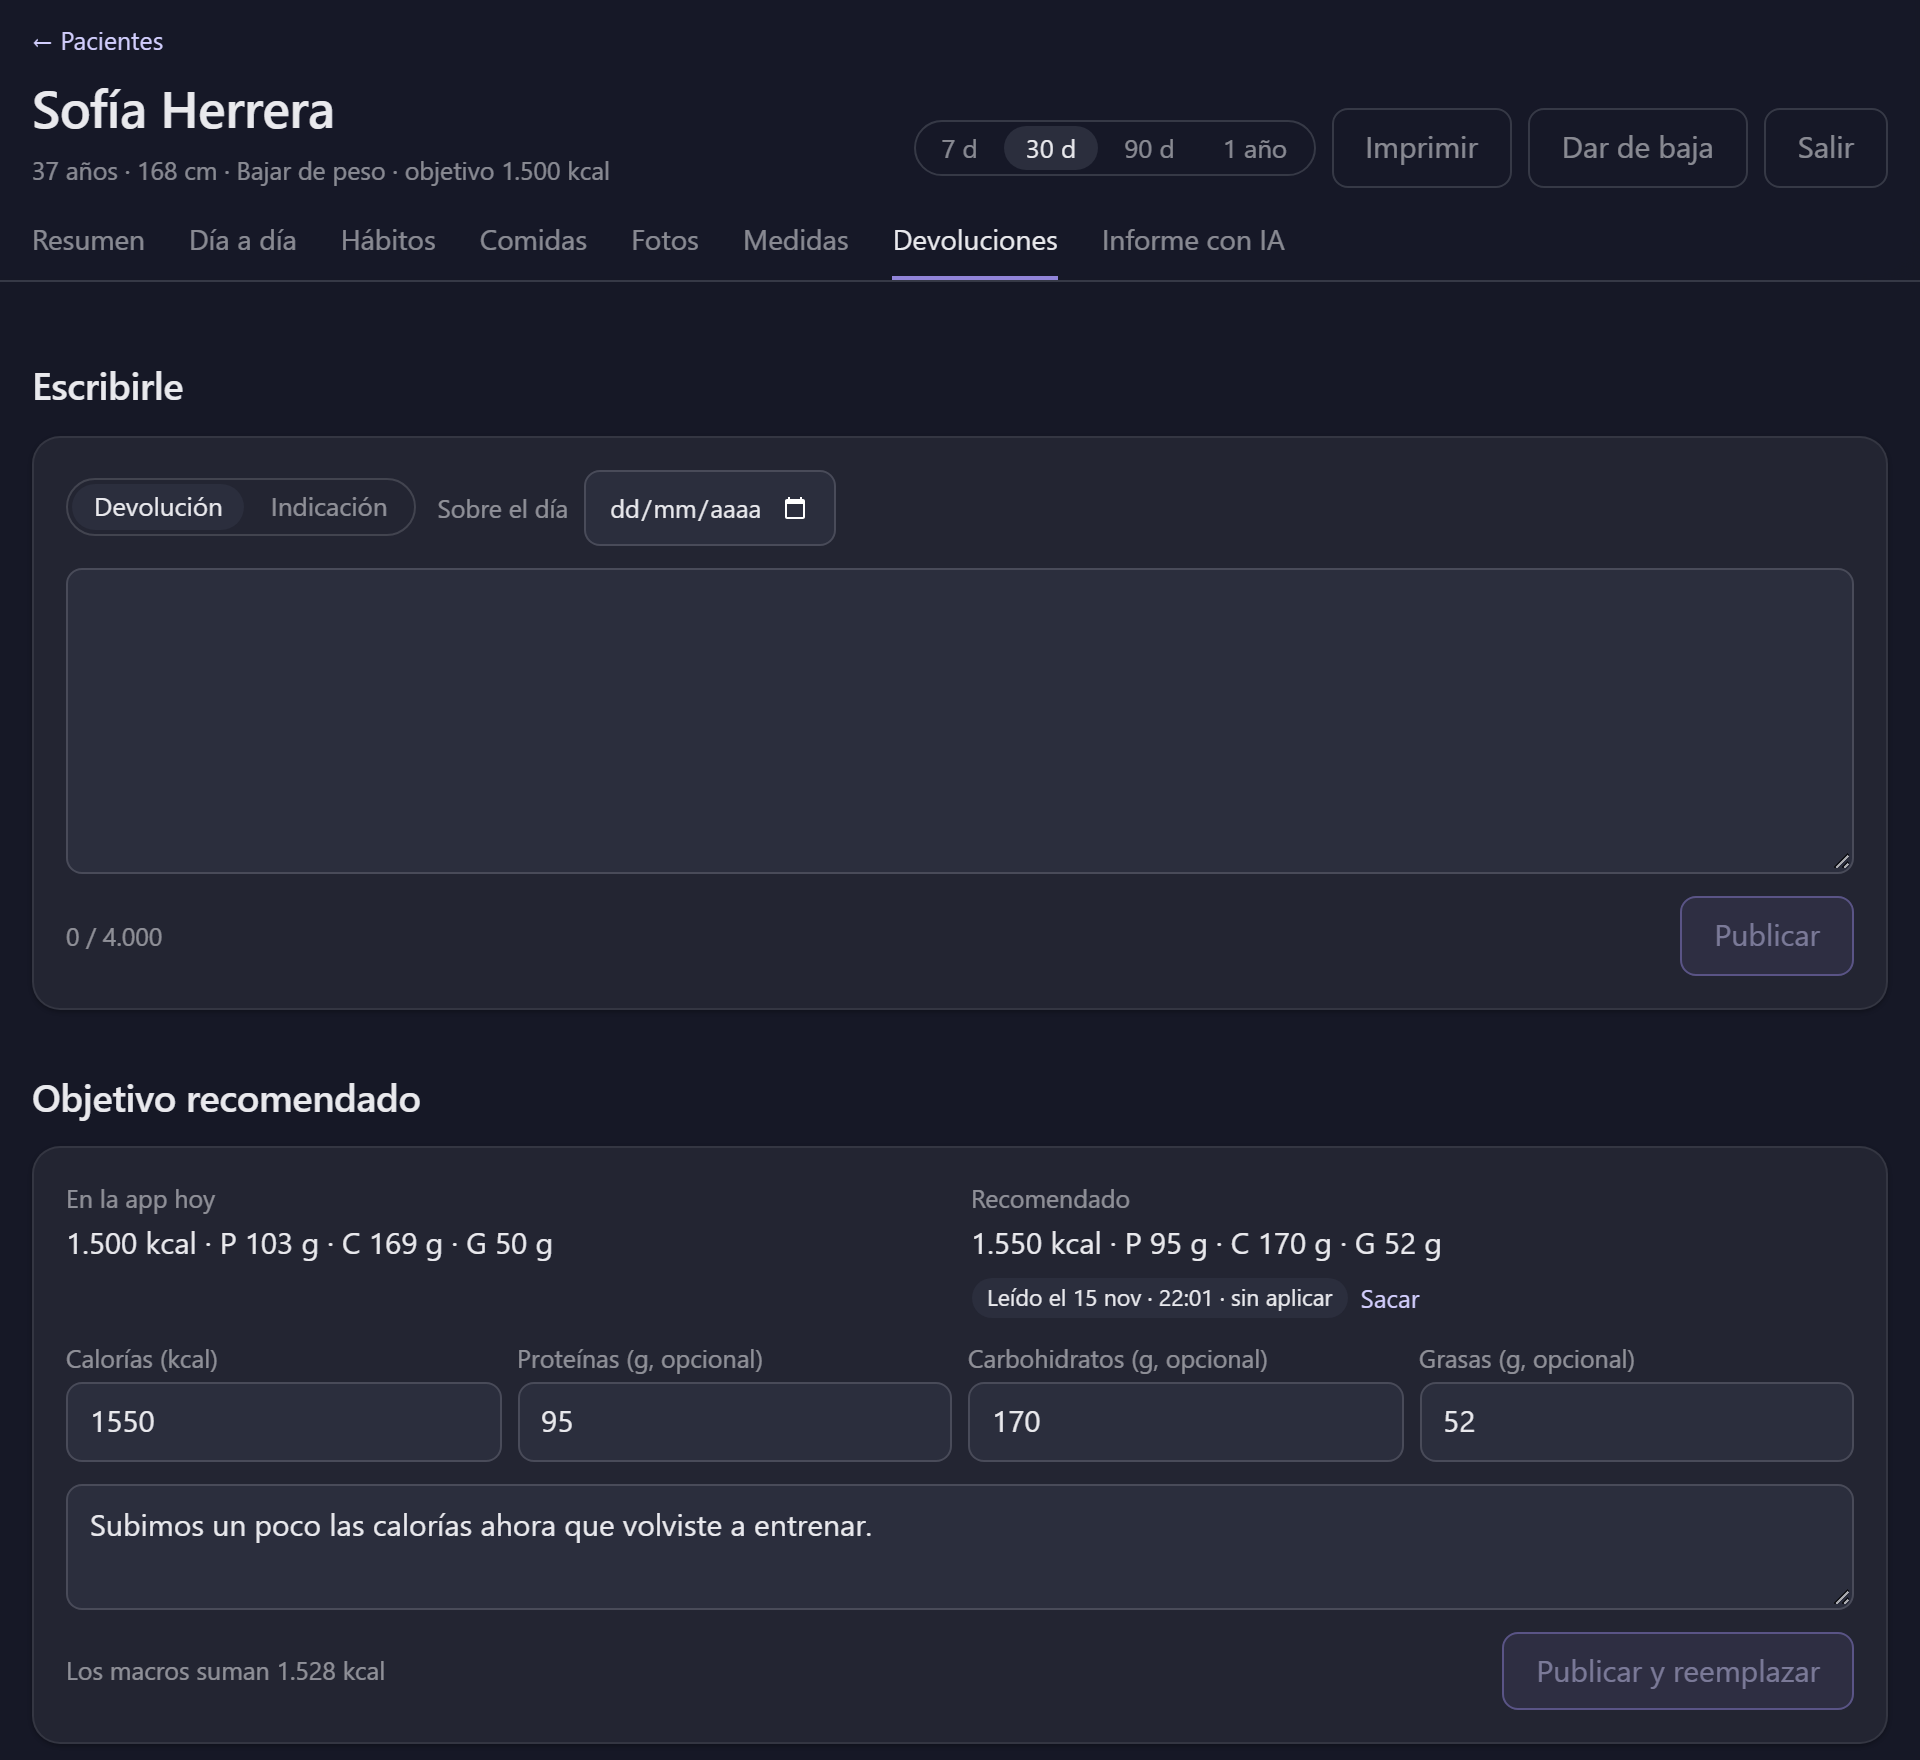 ← Pacientes
Sofía Herrera
37 años · 168 cm · Bajar de peso · objetivo 1.500 kcal
7 d 30 d 90 d 1 año Imprimir Dar de baja Salir
Resumen Día a día Hábitos Comidas Fotos Medidas Devoluciones Informe con IA
Escribirle
Devolución Indicación Sobre el día dd/mm/aaaa
0 / 4.000 Publicar
Objetivo recomendado
En la app hoy
1.500 kcal · P 103 g · C 169 g · G 50 g
Recomendado
1.550 kcal · P 95 g · C 170 g · G 52 g
Leído el 15 nov · 22:01 · sin aplicar Sacar
Calorías (kcal) Proteínas (g, opcional) Carbohidratos (g, opcional) Grasas (g, opcional)
1550 95 170 52
Subimos un poco las calorías ahora que volviste a entrenar.
Los macros suman 1.528 kcal Publicar y reemplazar